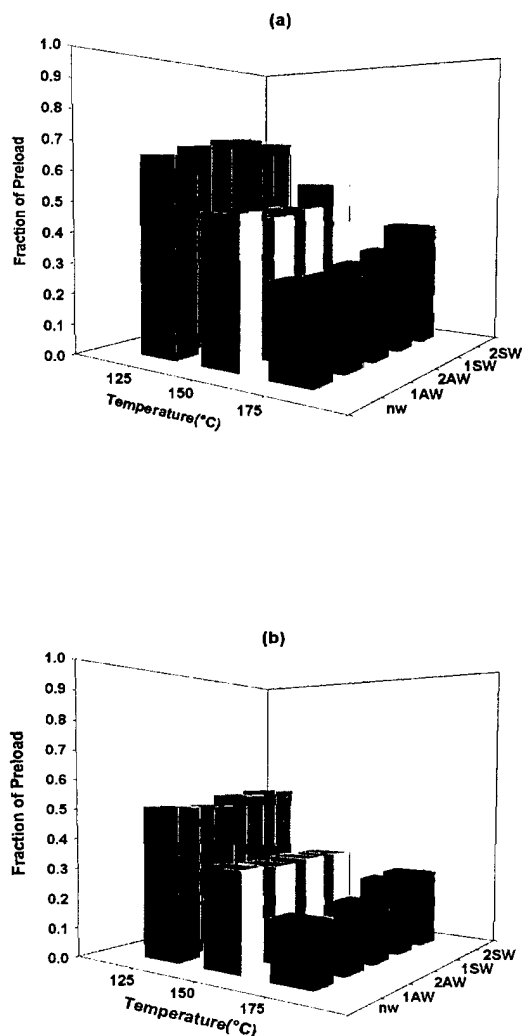 (a)
1.0
0.9
0.8
0.7
0.6
0.5
0.4
0.3
0.2
0.1
0.0
Fraction of Preload
125
150
175
Temperature(°C)
nw
1AW
2AW
1SW
2SW
(b)
1.0
0.9
0.8
0.7
0.6
0.5
0.4
0.3
0.2
0.1
0.0
Fraction of Preload
125
150
175
Temperature(°C)
nw
1AW
2AW
1SW
2SW